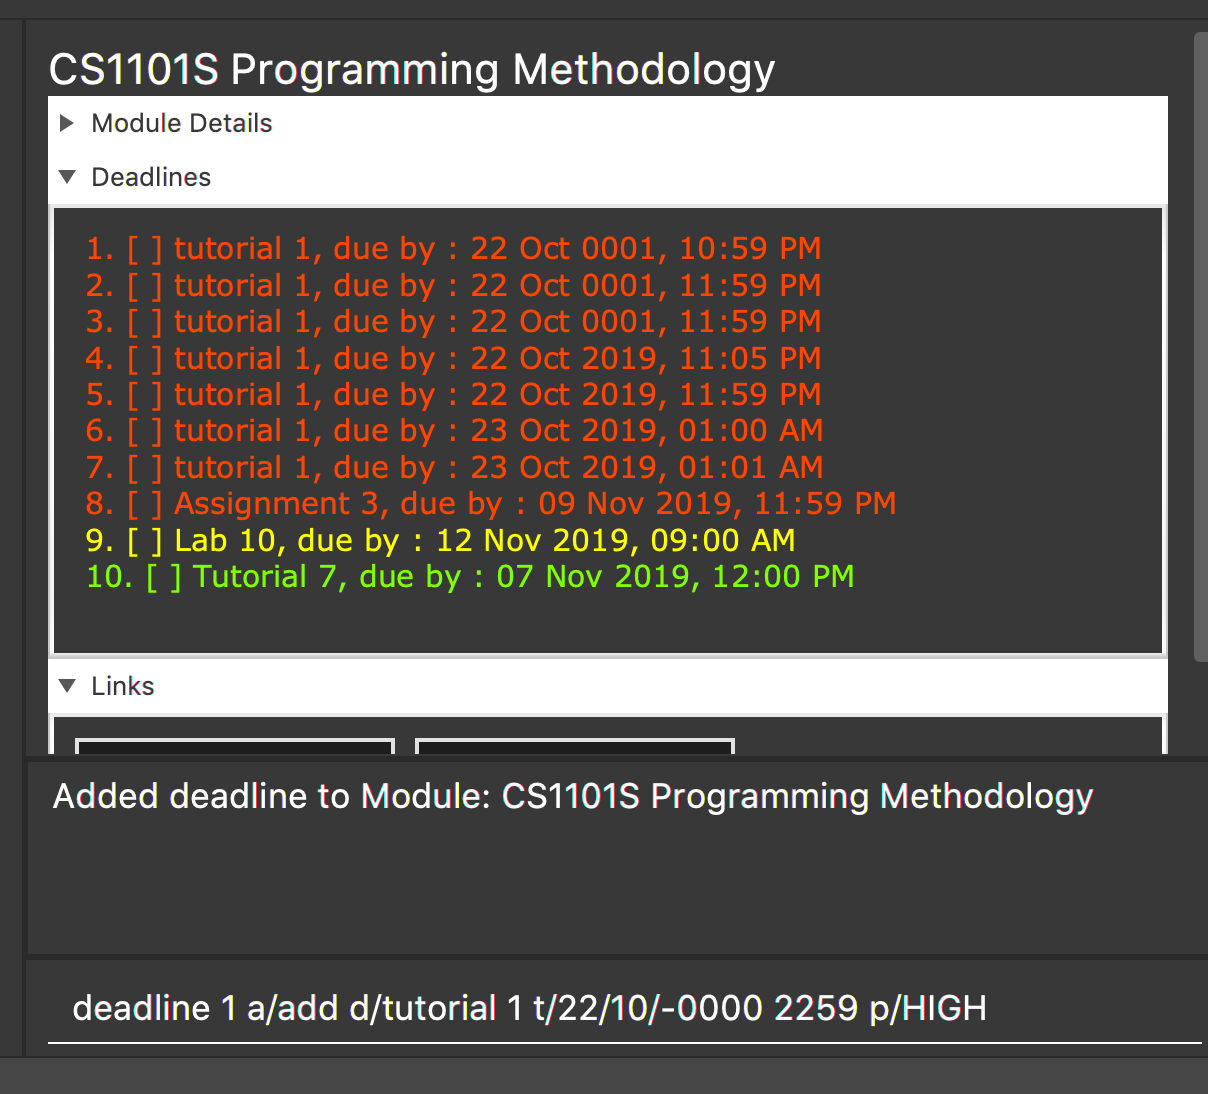 CS1101S Programming Methodology
Module Details
Deadlines
1. [ ] tutorial 1, due by : 22 Oct 0001, 10:59 PM
2. [ ] tutorial 1, due by : 22 Oct 0001, 11:59 PM
3. [ ] tutorial 1, due by : 22 Oct 0001, 11:59 PM
4. [ ] tutorial 1, due by : 22 Oct 2019, 11:05 PM
5. [ ] tutorial 1, due by : 22 Oct 2019, 11:59 PM
6. [ ] tutorial 1, due by : 23 Oct 2019, 01:00 AM
7. [ ] tutorial 1, due by : 23 Oct 2019, 01:01 AM
8. [ ] Assignment 3, due by : 09 Nov 2019, 11:59 PM
9. [ ] Lab 10, due by : 12 Nov 2019, 09:00 AM
10. [ ] Tutorial 7, due by : 07 Nov 2019, 12:00 PM
Links
Added deadline to Module: CS1101S Programming Methodology
deadline 1 a/add d/tutorial 1 t/22/10/-0000 2259 p/HIGH